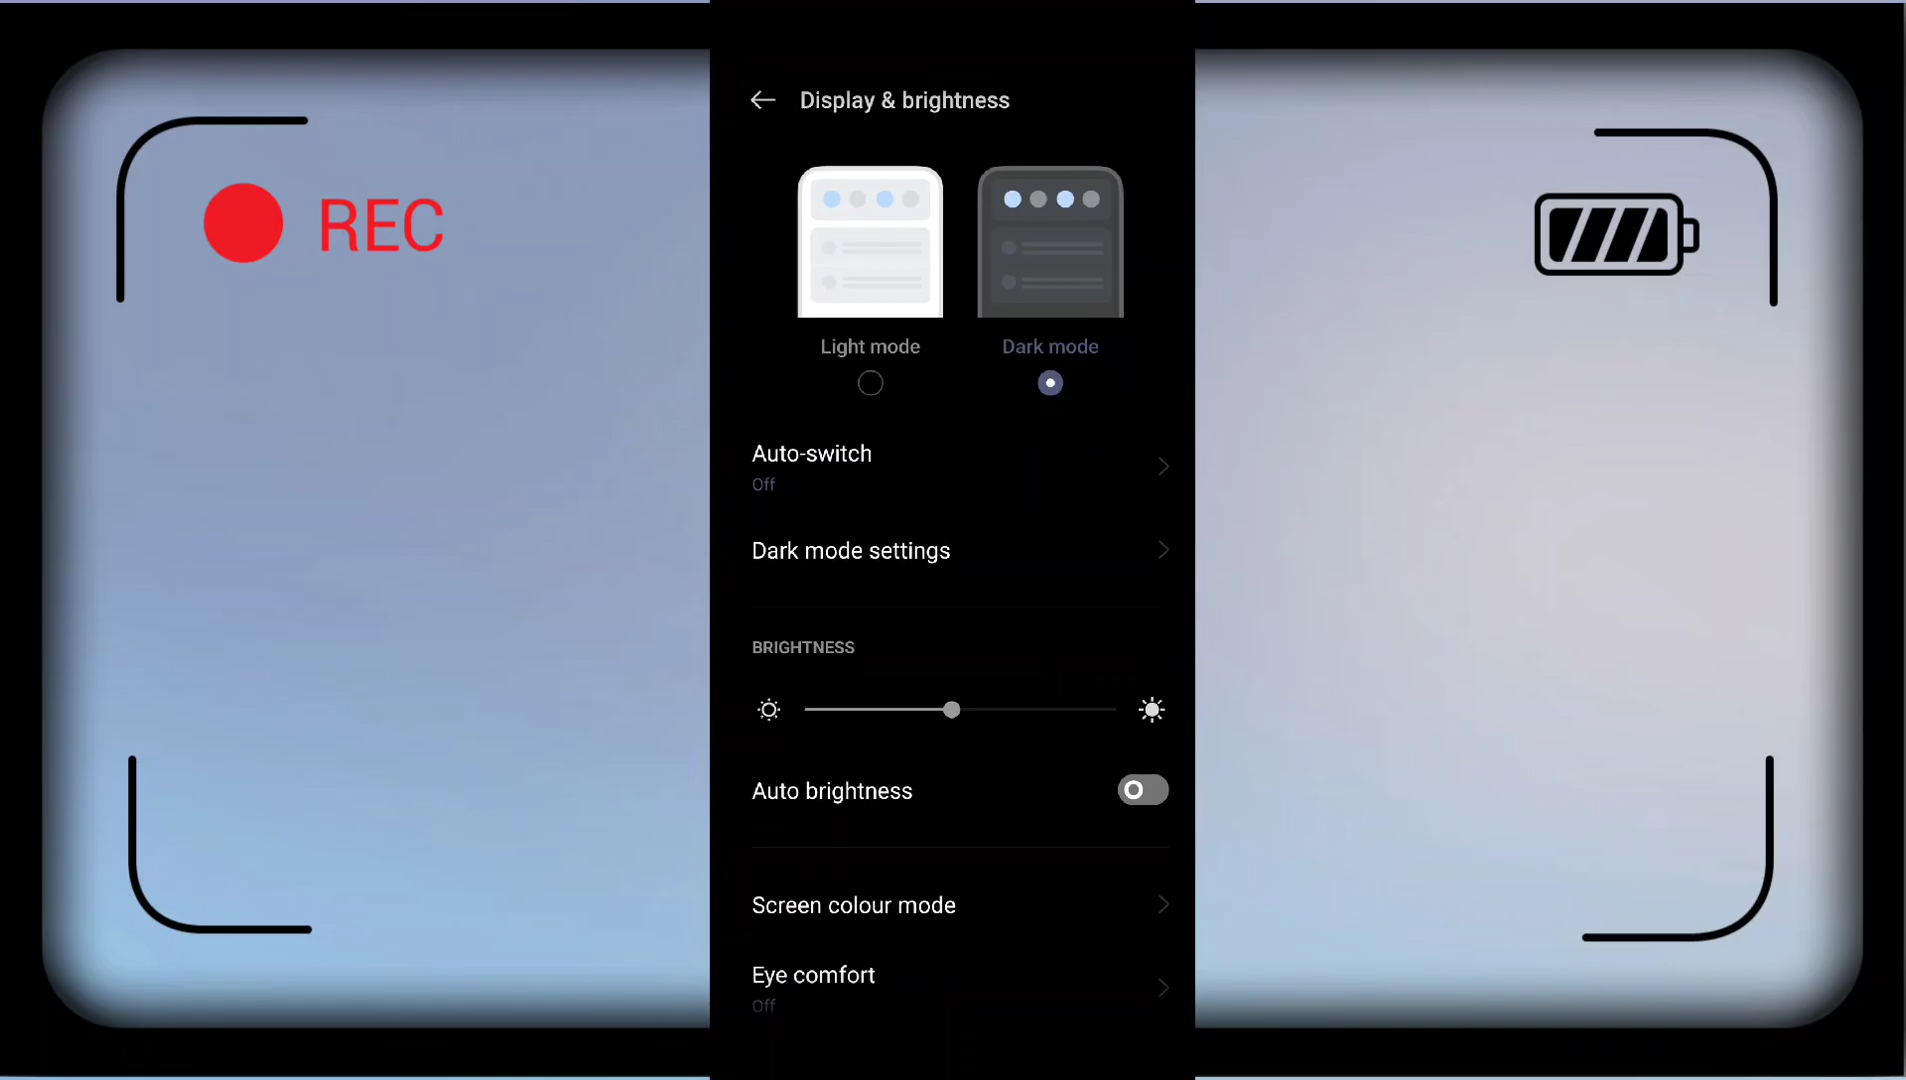 Display & brightness
REC
Light mode
Dark mode
Auto-switch
Off
Dark mode settings
BRIGHTNESS
Auto brightness
Screen colour mode
Eye comfort
Off